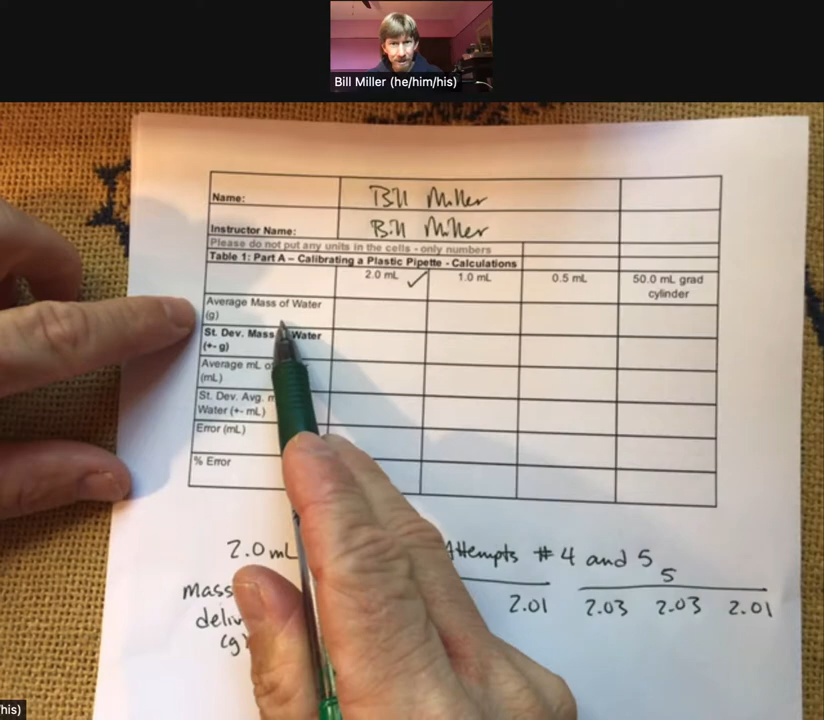 Bill Miller (he/him/his)
Name: Bill Miller
Instructor Name: Bill Miller
Please do not put any units in the cells - only numbers
Table 1: Part A – Calibrating a Plastic Pipette - Calculations
2.0 mL ✓ 1.0 mL 0.5 mL 50.0 mL grad
cylinder
Average Mass of Water
(g)
St. Dev. Mass Water
(+- g)
Average mL
(mL)
St. Dev. Avg.
Water (+- mL)
Error (mL)
% Error
2.0 mL Attempts # 4 and 5
5
mass 2.01 2.03 2.03 2.01
(g)
his)